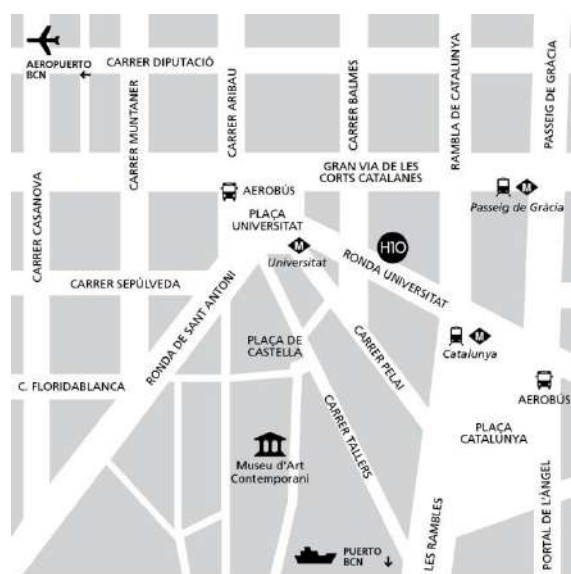 AEROPUERTO
BCN
CARRER DIPUTACIÓ
CARRER MUNTANER
CARRER ARIBAU
CARRER BALMES
RAMBLA DE CATALUNYA
PASSEIG DE GRÀCIA
CARRER CASANOVA
GRAN VIA DE LES
CORTS CATALANES
AEROBÚS
PLAÇA
UNIVERSITAT
M
Passeig de Gràcia
M
Universitat
H10
RONDA UNIVERSITAT
CARRER SEPÚLVEDA
RONDA DE SANT ANTONI
PLAÇA DE
CASTELLA
CARRER PELAI
M
Catalunya
C. FLORIDABLANCA
AEROBÚS
CARRER TALLERS
PLAÇA
CATALÚNYA
Museu d'Art
Contemporani
LES RAMBLES
PORTAL DE L'ÀNGEL
PUERTO
BCN